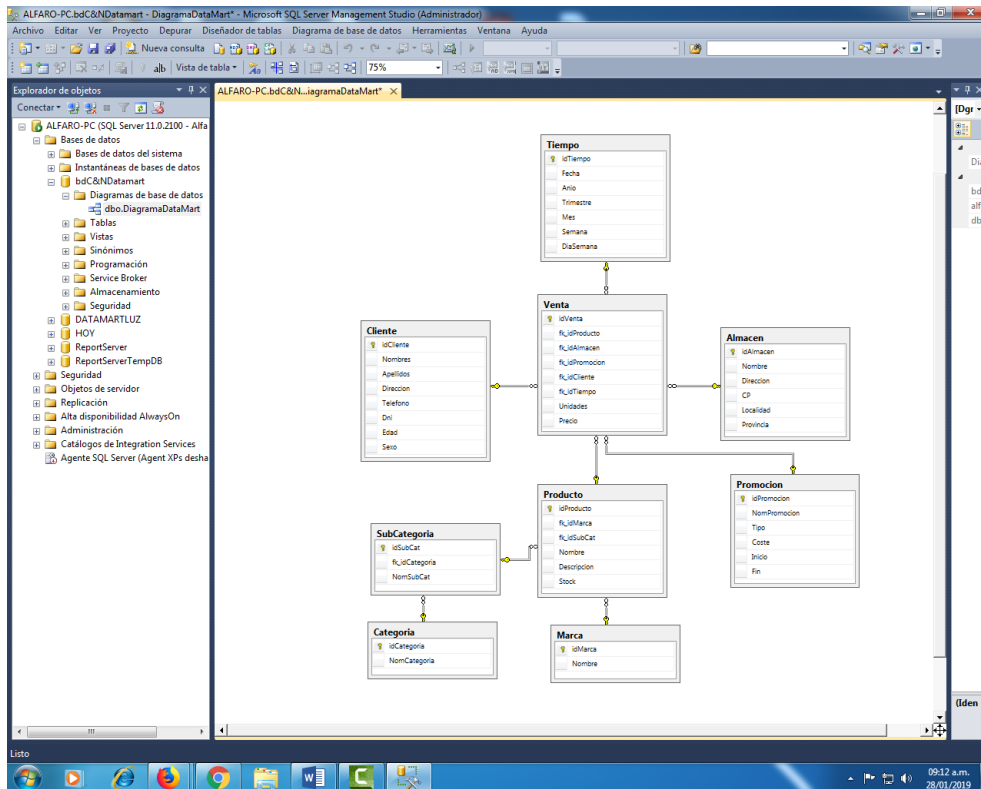 ALFARO-PC.bdC&NDatamart - DiagramaDataMart* - Microsoft SQL Server Management Studio (Administrador)
Archivo Editar Ver Proyecto Depurar Diseñador de tablas Diagrama de base de datos Herramientas Ventana Ayuda
Nueva consulta
Vista de tabla
75%
Explorador de objetos
Conectar
ALFARO-PC (SQL Server 11.0.2100 - Alfa
Bases de datos
Bases de datos del sistema
Instantáneas de bases de datos
bdC&NDatamart
Diagramas de base de datos
dbo.DiagramaDataMart
Tablas
Vistas
Sinónimos
Programación
Service Broker
Almacenamiento
Seguridad
DATAMARTLUZ
HOY
ReportServer
ReportServerTempDB
Seguridad
Objetos de servidor
Replicación
Alta disponibilidad AlwaysOn
Administración
Catálogos de Integration Services
Agente SQL Server (Agent XPs desha
ALFARO-PC.bdC&N...iagramaDataMart*
Tiempo
idTiempo
Fecha
Anio
Trimestre
Mes
Semana
DiaSemana
Venta
idVenta
fk_idProducto
fk_idAlmacen
fk_idPromocion
fk_idCliente
fk_idTiempo
Unidades
Precio
Cliente
idCliente
Nombres
Apellidos
Direccion
Telefono
Dni
Edad
Sexo
Almacen
idAlmacen
Nombre
Direccion
CP
Localidad
Provincia
Producto
idProducto
fk_idMarca
fk_idSubCat
Nombre
Descripcion
Stock
Promocion
idPromocion
NomPromocion
Tipo
Coste
Inicio
Fin
SubCategoria
idSubCat
fk_idCategoria
NomSubCat
Categoria
idCategoria
NomCategoria
Marca
idMarca
Nombre
[Dgr
Di
bd
alf
db
(Iden
Listo
09:12 a.m.
28/01/2019